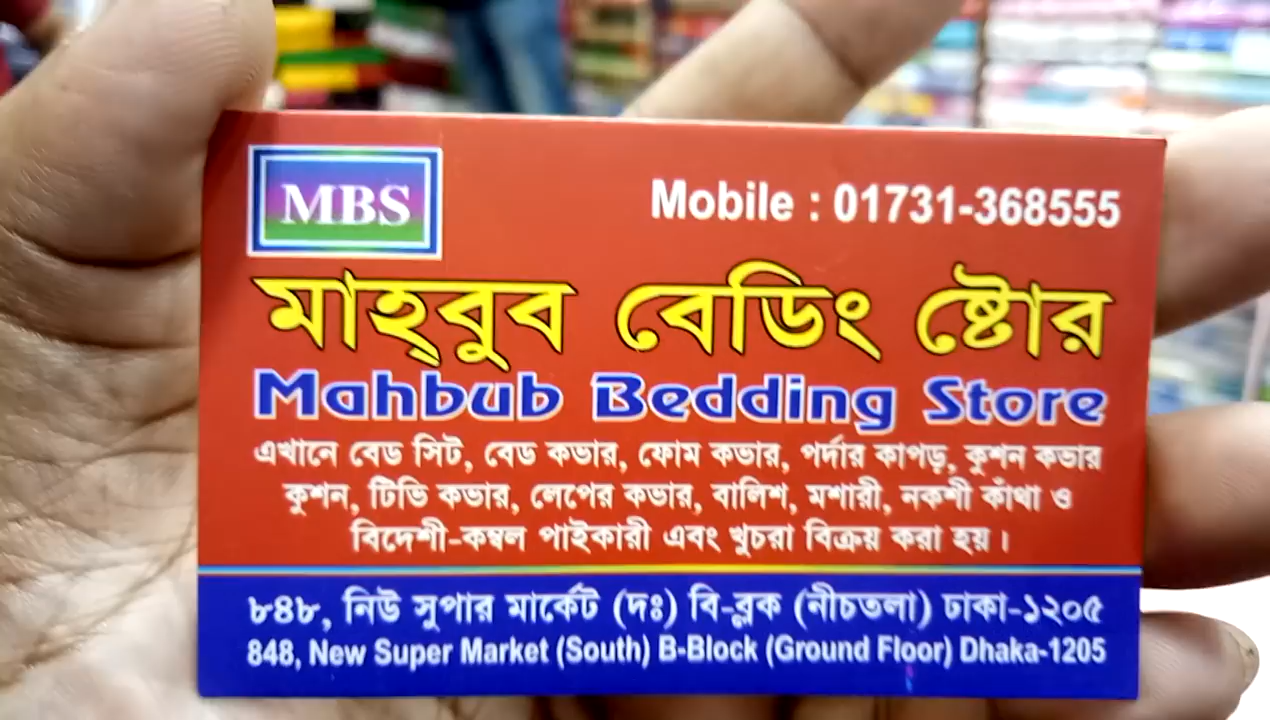 MBS
Mobile : 01731-368555
মাহ্বুব বেডিং ষ্টোর
Mahbub Bedding Store
এখানে বেড সিট, বেড কভার, ফোম কভার, পর্দার কাপড়, কুশন কভার
কুশন, টিভি কভার, লেপের কভার, বালিশ, মশারী, নকশী কাঁথা ও
বিদেশী-কম্বল পাইকারী এবং খুচরা বিক্রয় করা হয়।
৮৪৮, নিউ সুপার মার্কেট (দঃ) বি-ব্লক (নীচতলা) ঢাকা-১২০৫
848, New Super Market (South) B-Block (Ground Floor) Dhaka-1205